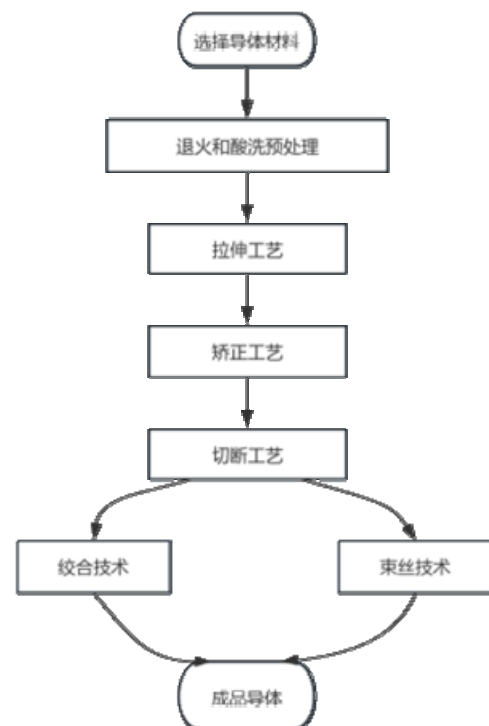 选择导体材料
退火和酸洗预处理
拉伸工艺
矫正工艺
切断工艺
绞合技术
束丝技术
成品导体